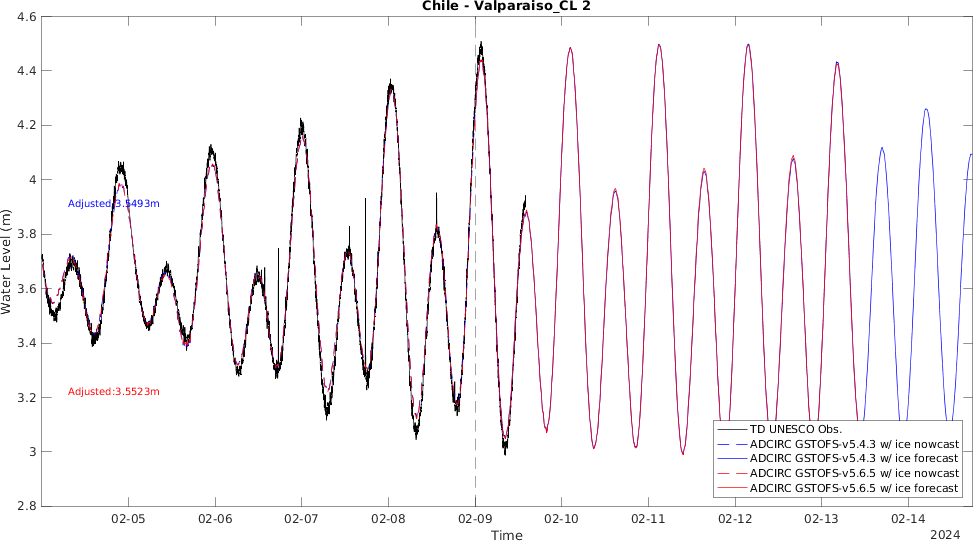 Chile - Valparaiso_CL 2
4.6
4.4
4.2
4
3.8
3.6
3.4
3.2
3
2.8
Water Level (m)
Adjusted:3.5493m
Adjusted:3.5523m
TD UNESCO Obs.
ADCIRC GSTOFS-v5.4.3 w/ ice nowcast
ADCIRC GSTOFS-v5.4.3 w/ ice forecast
ADCIRC GSTOFS-v5.6.5 w/ ice nowcast
ADCIRC GSTOFS-v5.6.5 w/ ice forecast
02-05 02-06 02-07 02-08 02-09 02-10 02-11 02-12 02-13 02-14
Time 2024